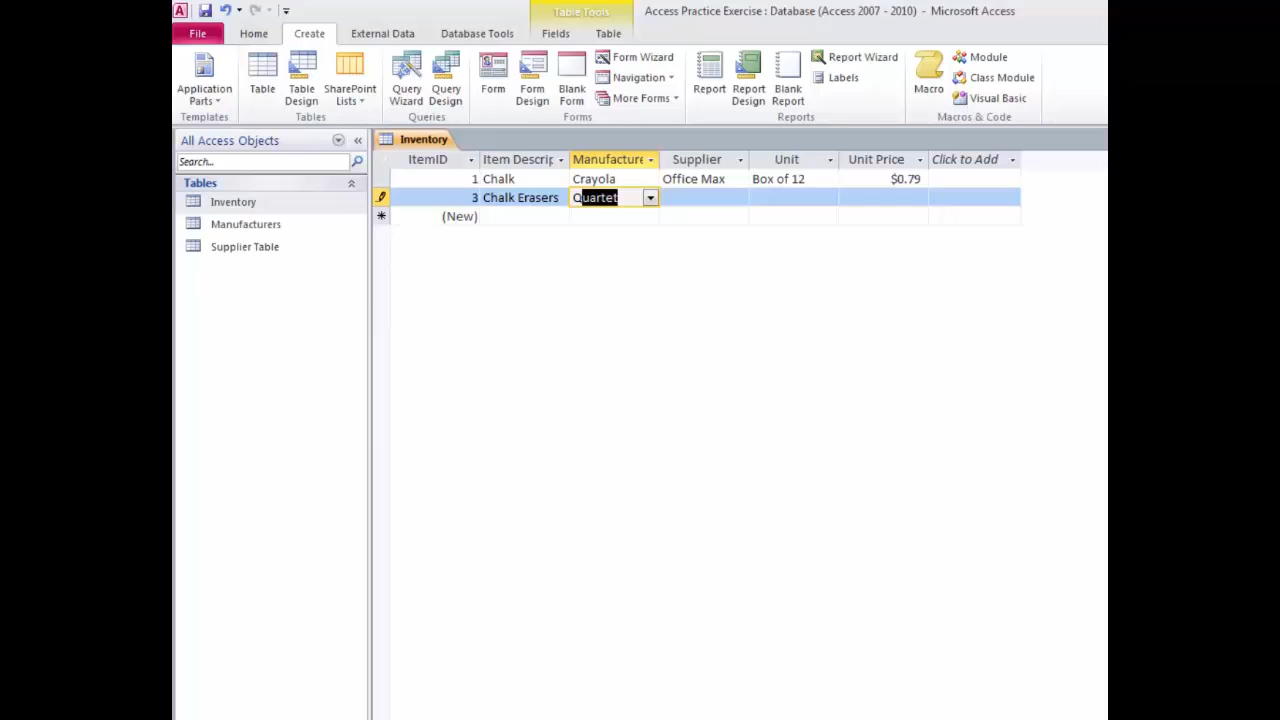 Table Tools
Access Practice Exercise : Database (Access 2007 - 2010) - Microsoft Access
File Home Create External Data Database Tools Fields Table
Application Parts Table Table Design SharePoint Lists Query Wizard Query Design Form Form Design Blank Form Form Wizard Navigation More Forms Report Report Design Blank Report Report Wizard Labels Macro Module Class Module Visual Basic
Templates Tables Queries Forms Reports Macros & Code
All Access Objects
Search...
Tables
Inventory
Manufacturers
Supplier Table
Inventory
ItemID Item Descrip Manufacture Supplier Unit Unit Price Click to Add
1 Chalk Crayola Office Max Box of 12 $0.79
3 Chalk Erasers Quartet
(New)